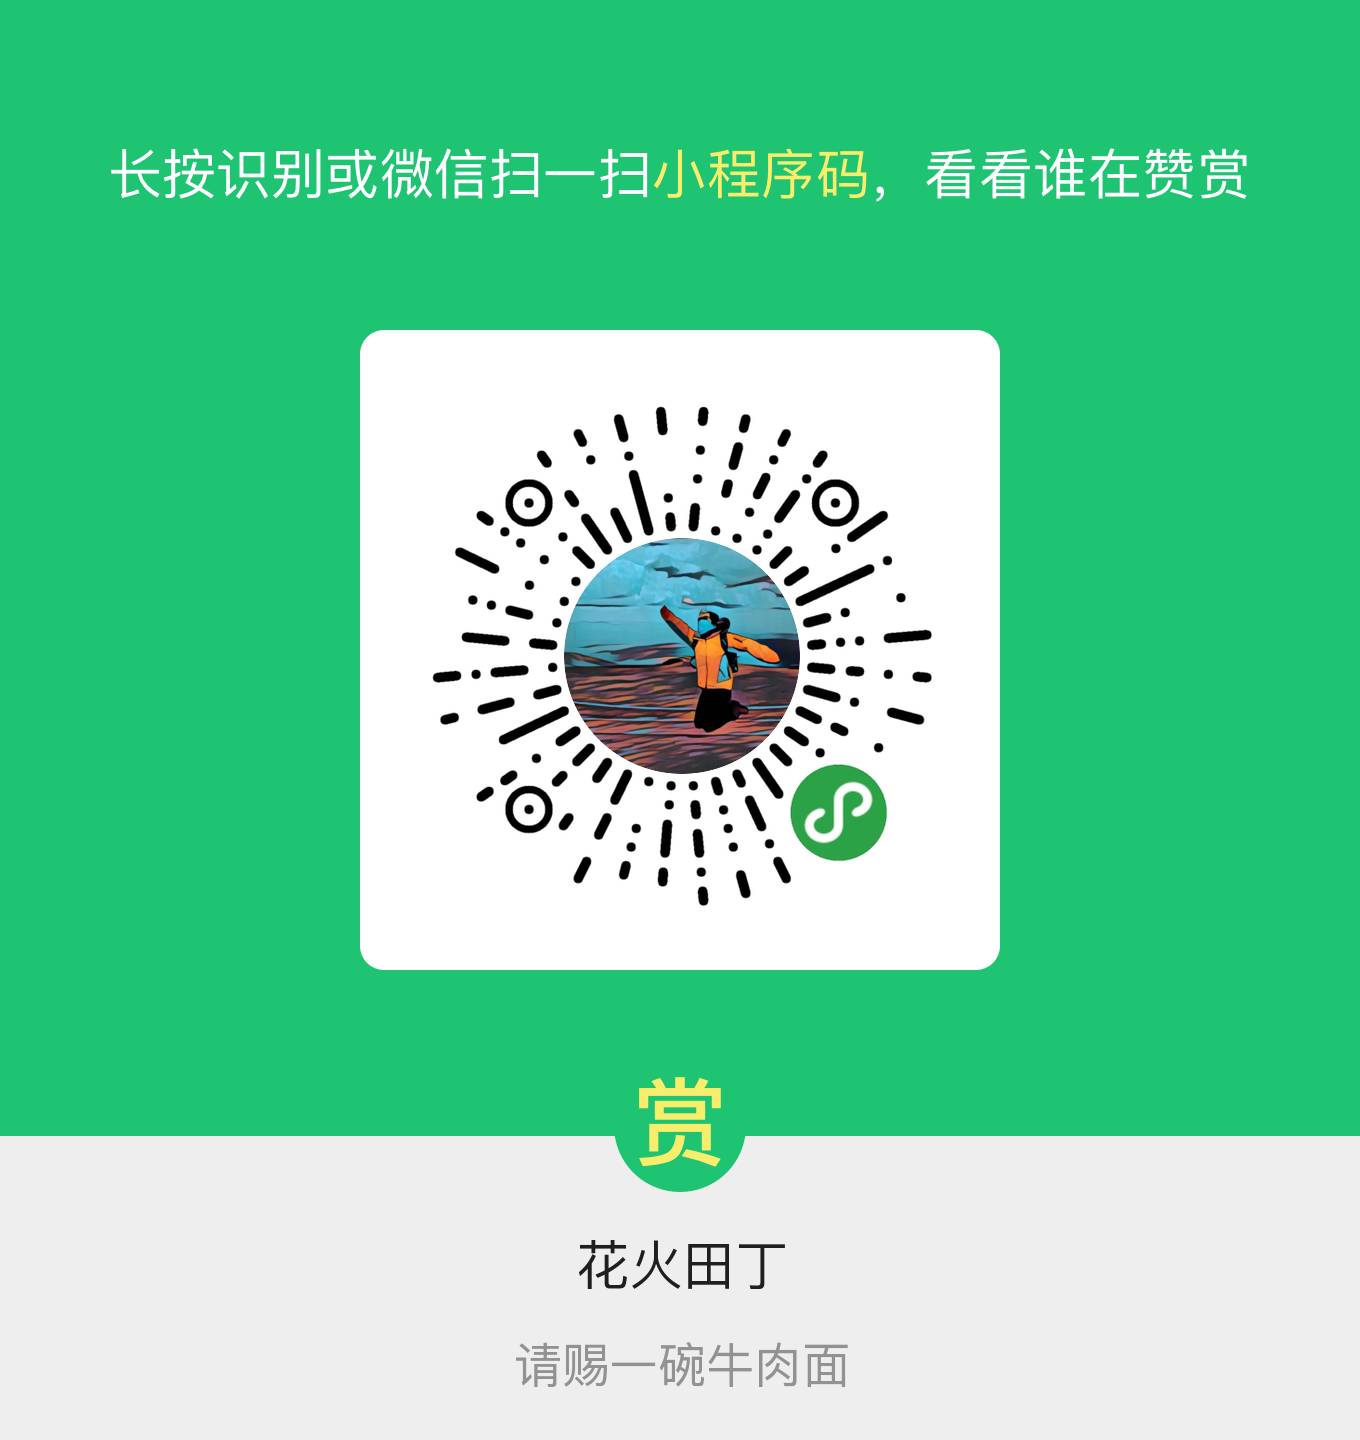 长按识别或微信扫一扫小程序码，看看谁在赞赏
赏
花火田丁
请赐一碗牛肉面